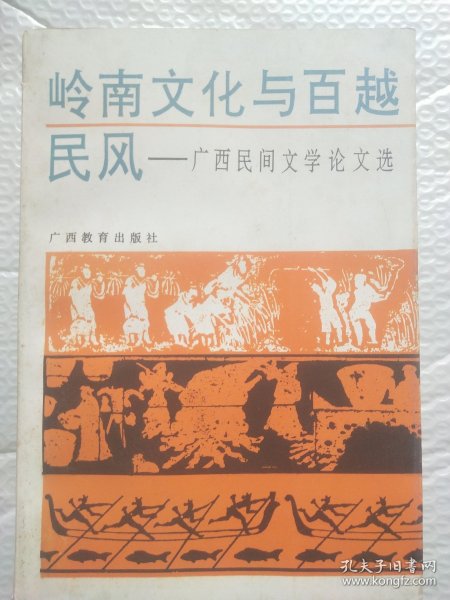 岭南文化与百越
民风——广西民间文学论文选
广西教育出版社
孔夫子旧书网
www.kongfz.com